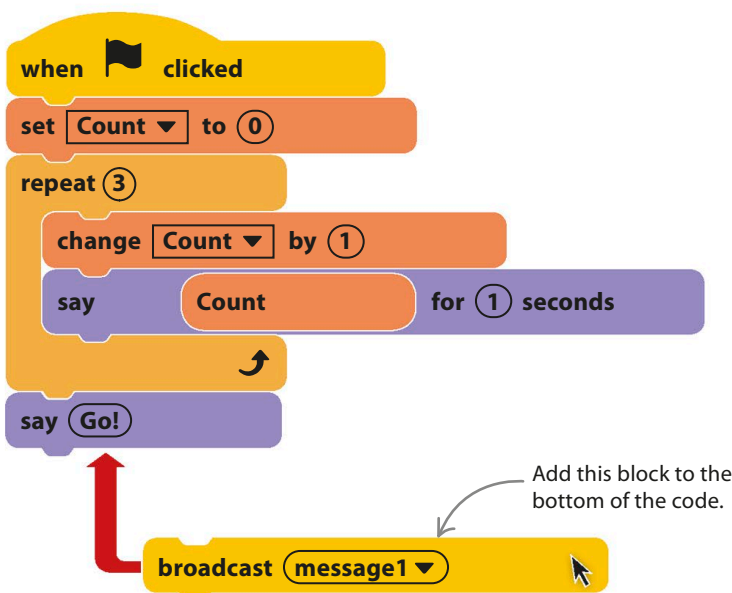 when clicked
set Count to 0
repeat 3
change Count by 1
say Count for 1 seconds
say Go!
Add this block to the
bottom of the code.
broadcast message1